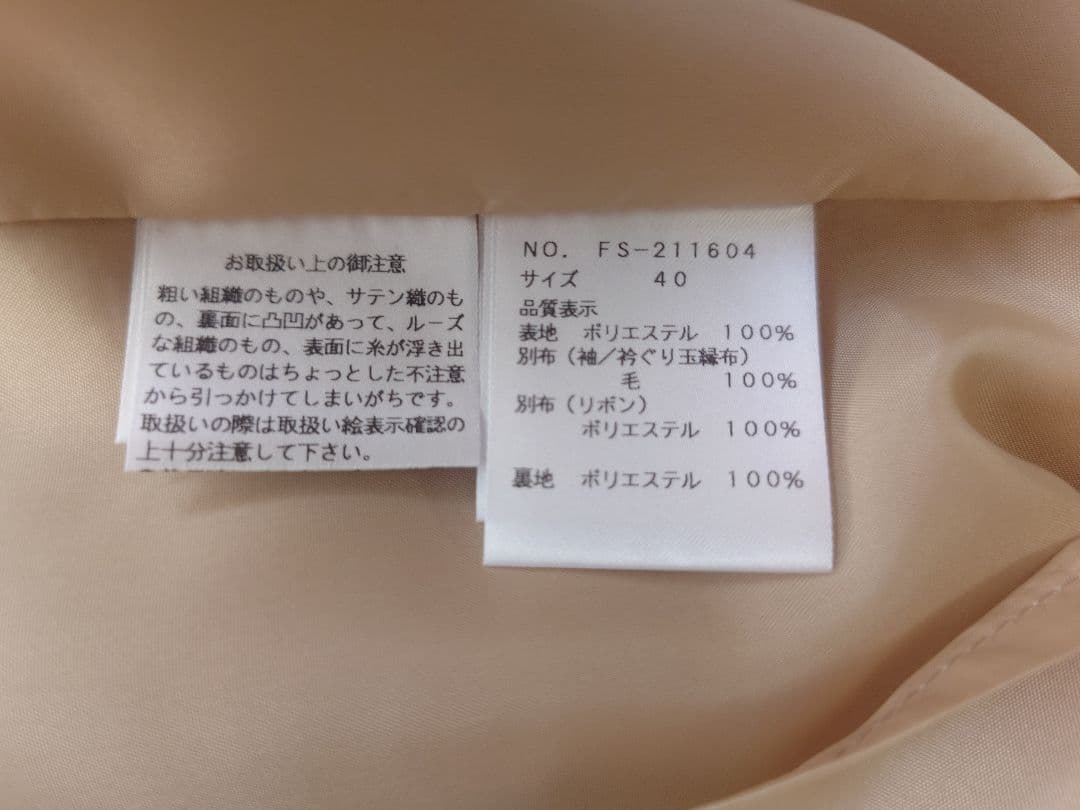 お取扱い上の御注意
粗い組織のものや、サテン織のも
の、裏面に凸凹があって、ルーズ
な組織のもの、表面に糸が浮き出
ているものはちょっとした不注意
から引っかけてしまいがちです。
取扱いの際は取扱い絵表示確認の
上十分注意して下さい。
NO. FS-211604
サイズ 40
品質表示
表地 ポリエステル 100%
別布(袖/衿ぐり玉縁布)
毛 100%
別布(リボン)
ポリエステル 100%
裏地 ポリエステル 100%